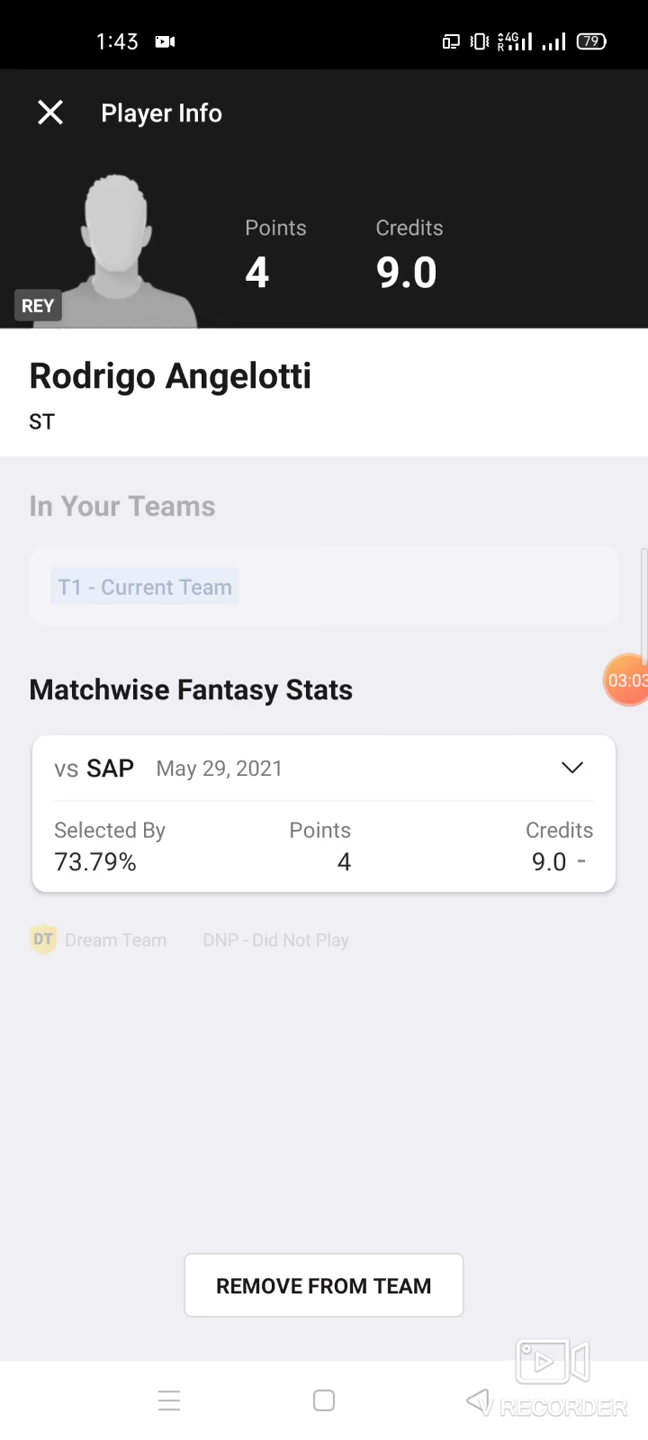 1:43
4G
R
79
Player Info
Points
Credits
4
9.0
REY
Rodrigo Angelotti
ST
In Your Teams
T1 - Current Team
03:03
Matchwise Fantasy Stats
vs SAP May 29, 2021
Selected By Points Credits
73.79% 4 9.0 -
DT Dream Team DNP - Did Not Play
REMOVE FROM TEAM
V RECORDER